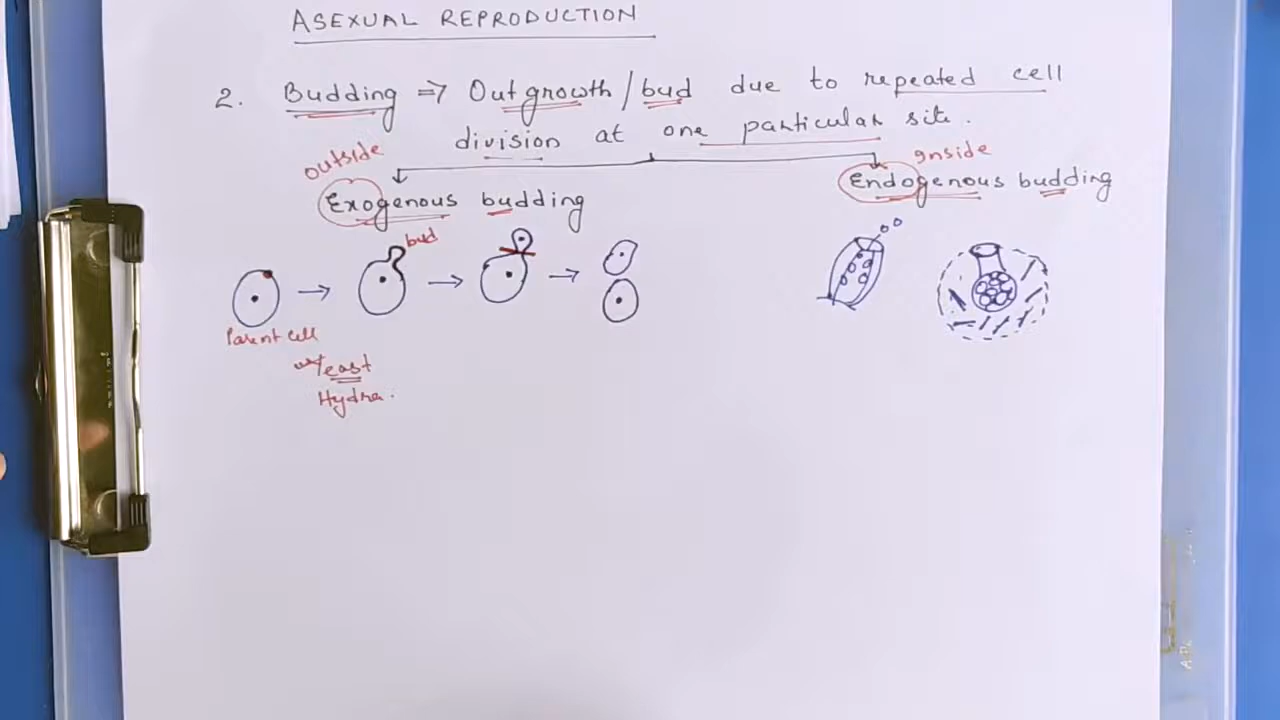 ASEXUAL REPRODUCTION
2. Budding ⇒ Outgrowth/bud due to repeated cell
division at one particular site.
outside
inside
Exogenous budding
Endogenous budding
bud
Parent cell
Yeast
Hydra.